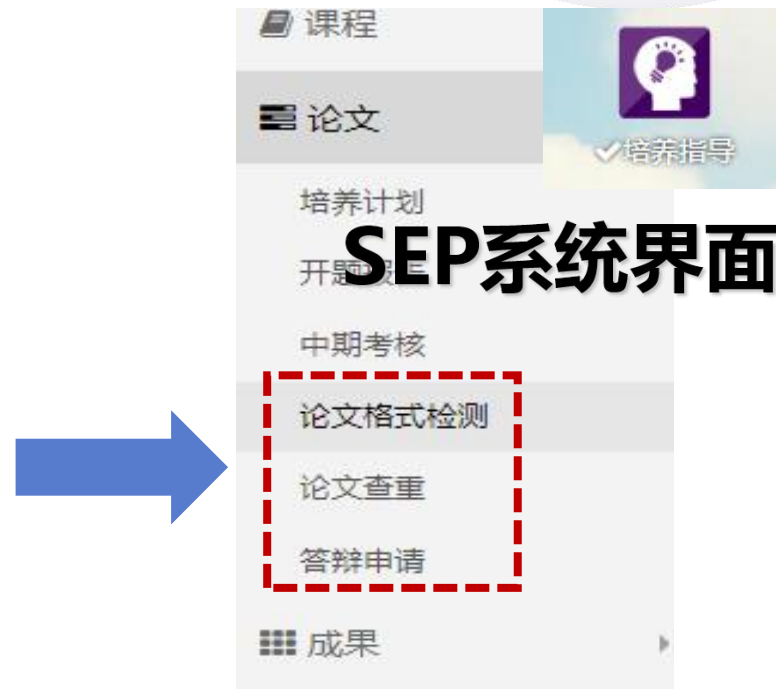 课程
论文
✓培养指导
培养计划
SEP系统界面
开题报告
中期考核
论文格式检测
论文查重
答辩申请
成果